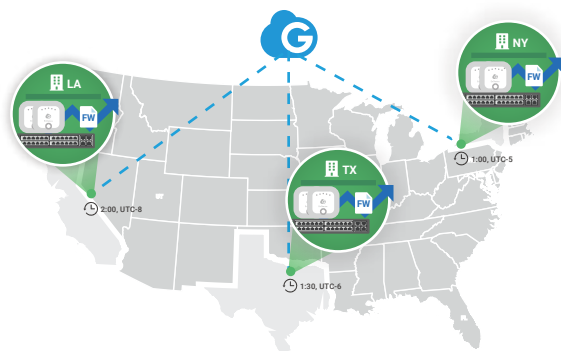 G
NY
FW
LA
FW
1:00, UTC-5
TX
FW
2:00, UTC-8
1:30, UTC-6